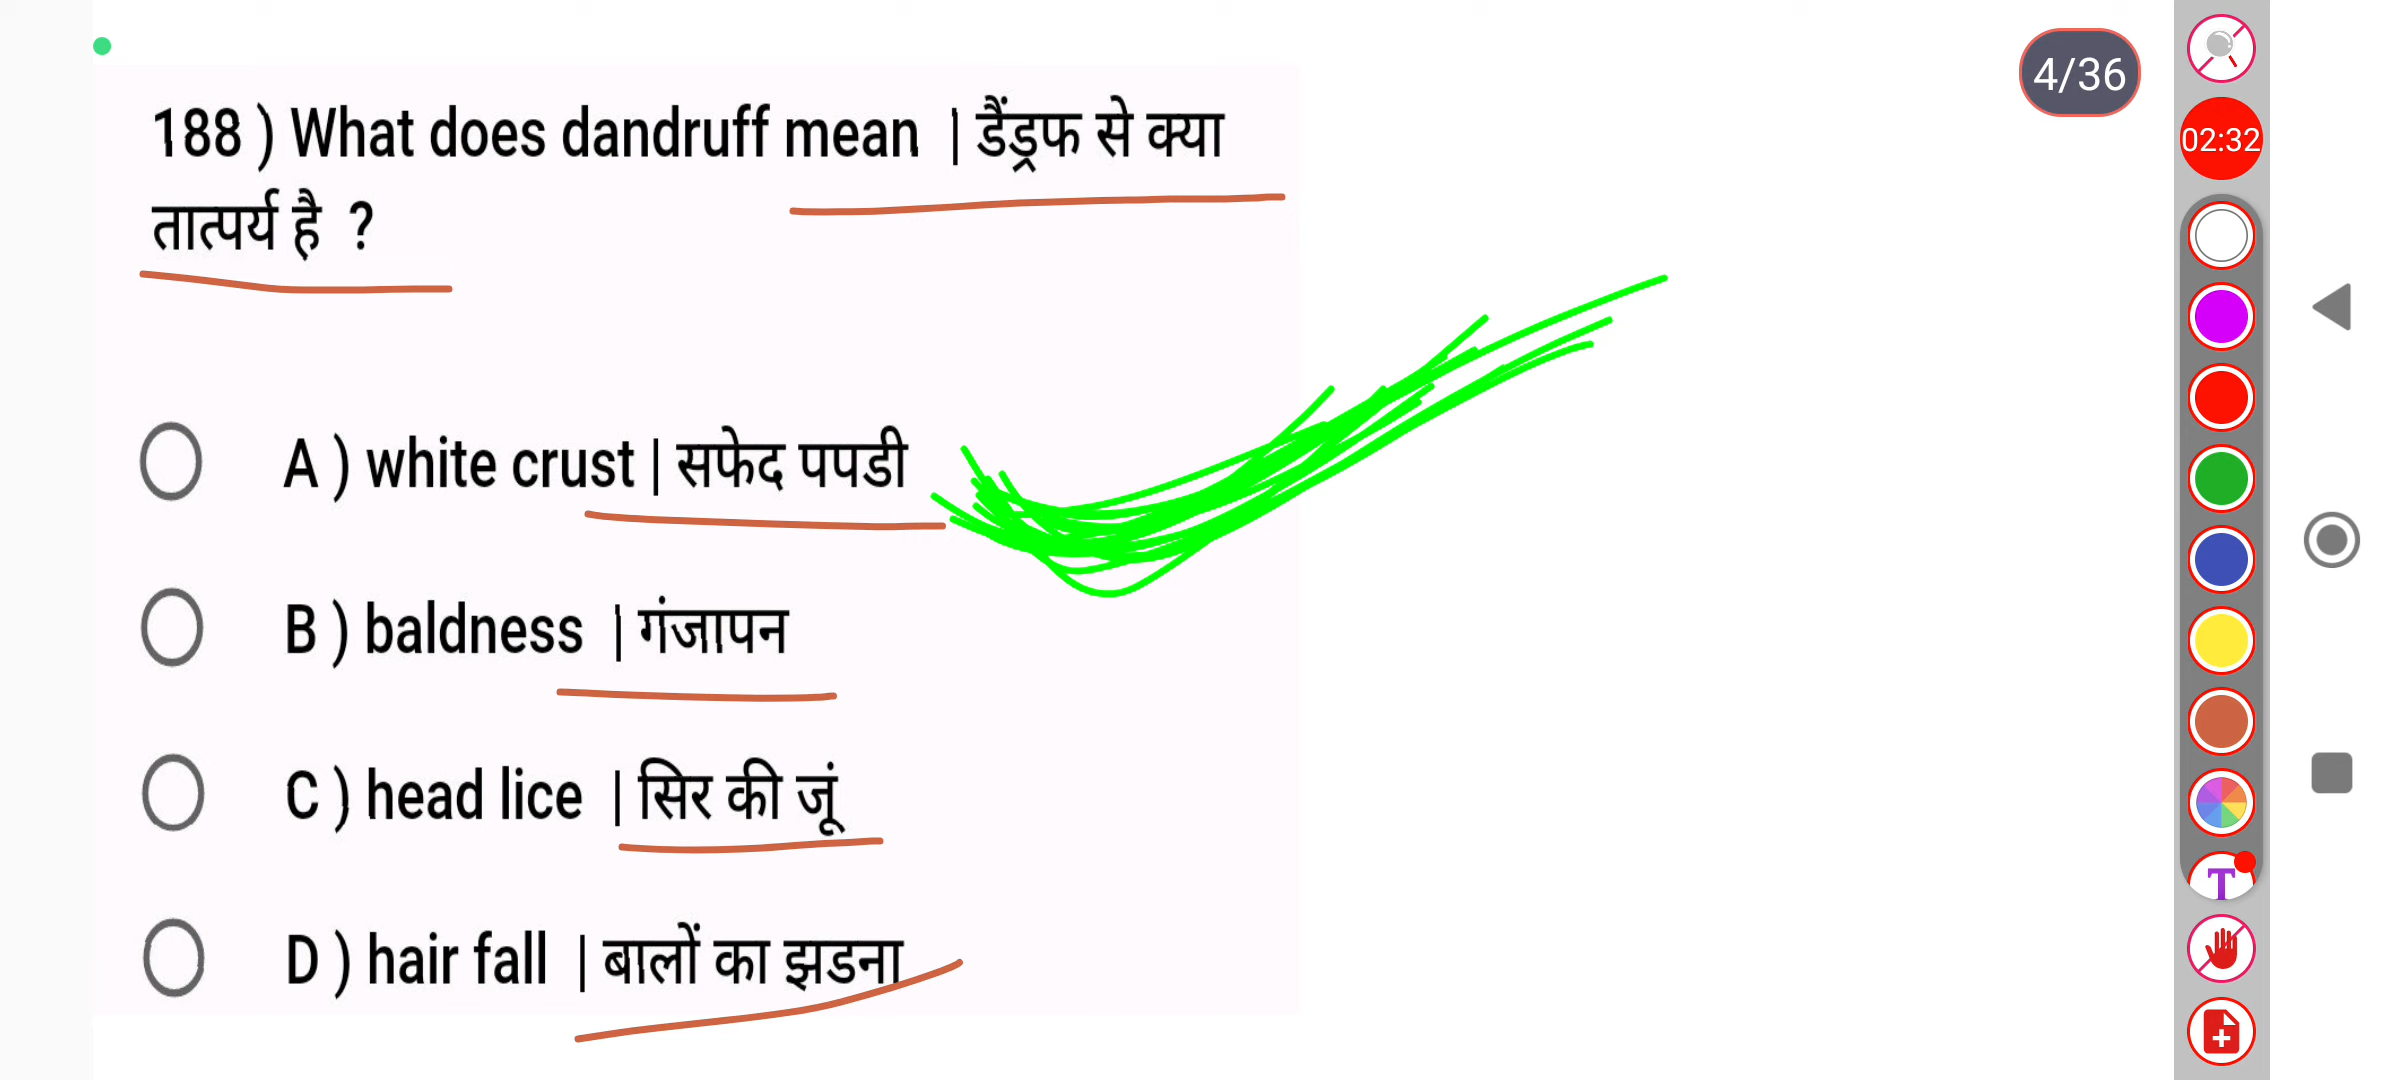 188 ) What does dandruff mean | डैंड्रफ से क्या
तात्पर्य है ?
A ) white crust | सफेद पपडी
B ) baldness | गंजापन
C ) head lice | सिर की जूं
D ) hair fall | बालों का झडना
4/36
02:32
T